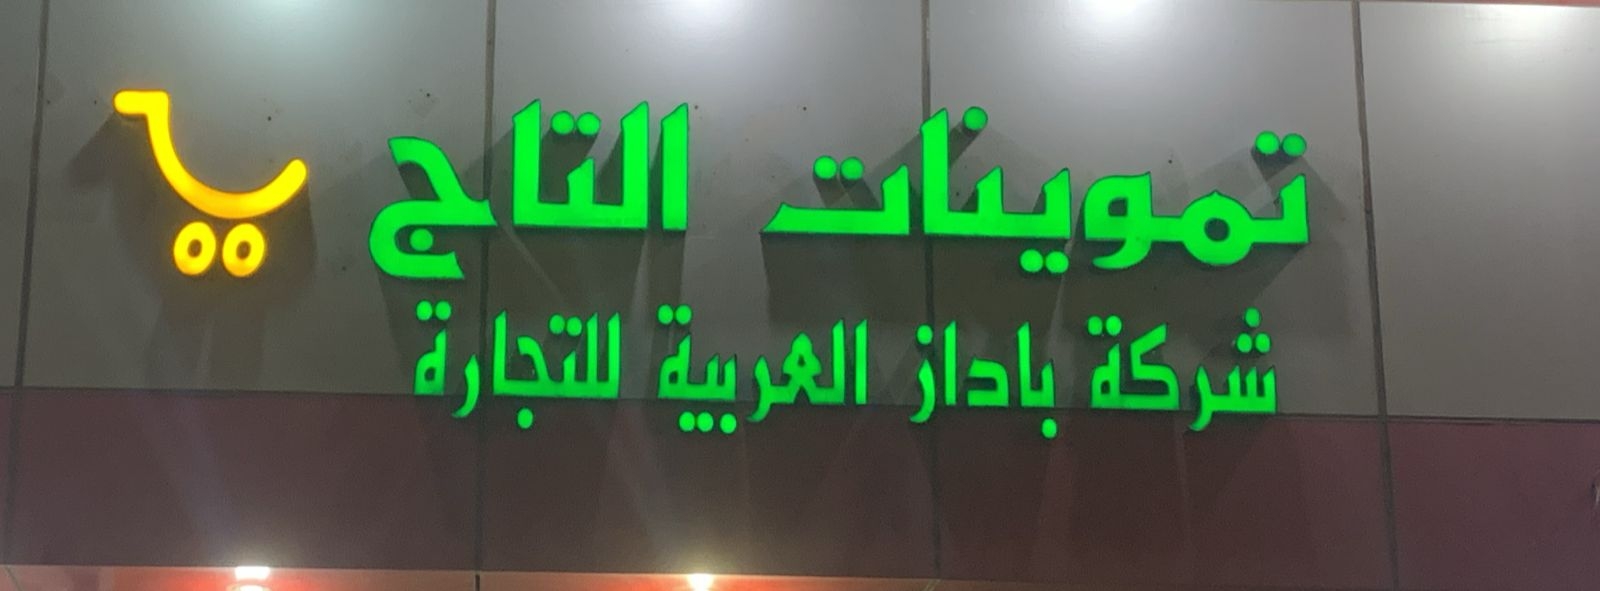 تموينات التاج
شركة باداز العربية للتجارة